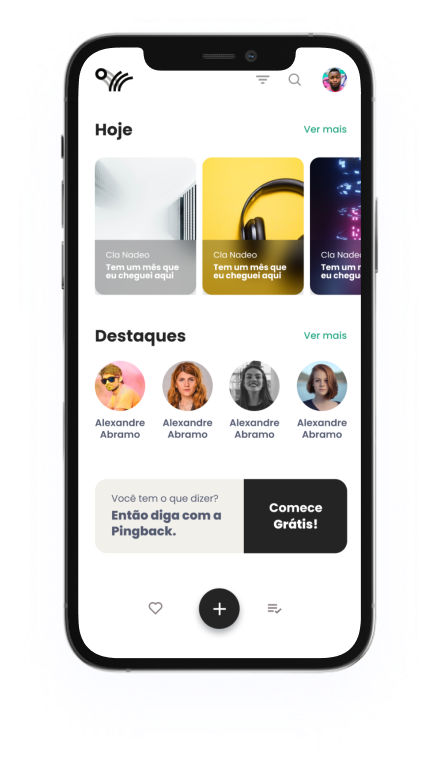 Hoje
Ver mais
Cla Nadeo
Tem um mês que
eu cheguei aqui
Cla Nadeo
Tem um mês que
eu cheguei aqui
Cla Nadeo
Tem um
eu cheg
Destaques
Ver mais
Alexandre
Abramo
Alexandre
Abramo
Alexandre
Abramo
Alexandre
Abramo
Você tem o que dizer?
Então diga com a
Pingback.
Comece
Grátis!